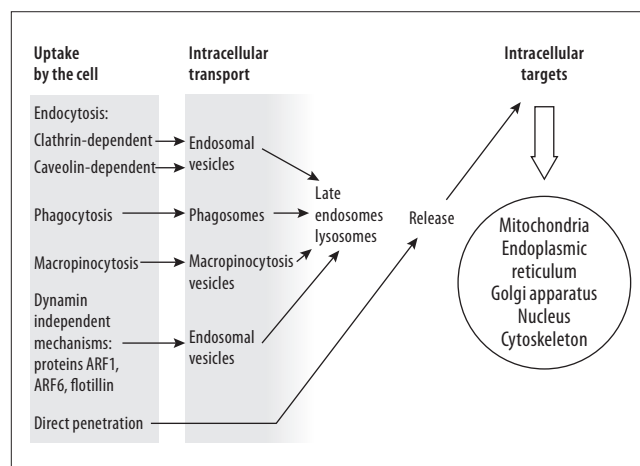 Uptake
by the cell
Intracellular
transport
Intracellular
targets
Endocytosis:
Clathrin-dependent
Caveolin-dependent
Endosomal
vesicles
Phagocytosis
Phagosomes
Late
endosomes
lysosomes
Release
Macropinocytosis
Macropinocytosis
vesicles
Dynamin
independent
mechanisms:
proteins ARF1,
ARF6, flotillin
Endosomal
vesicles
Direct penetration
Mitochondria
Endoplasmic
reticulum
Golgi apparatus
Nucleus
Cytoskeleton